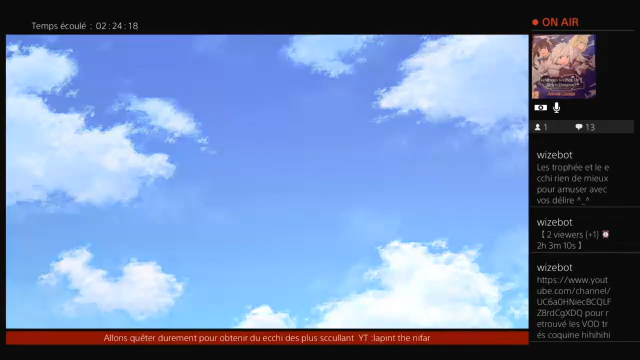 Temps écoulé : 02:24:18
ON AIR
1 13
wizebot
Les trophée et le e
cchi rien de mieux
pour amuser avec
vos délire ^_^
wizebot
【 2 viewers (+1) ⏰
2h 3m 10s 】
wizebot
https://www.yout
ube.com/channel/
UC6a0HNiecBCQLF
ZBrdCgXDQ pour r
etrouvé les VOD tr
és coquine hihihihi
Allons quêter durement pour obtenir du ecchi des plus sccullant YT :lapint the nifar